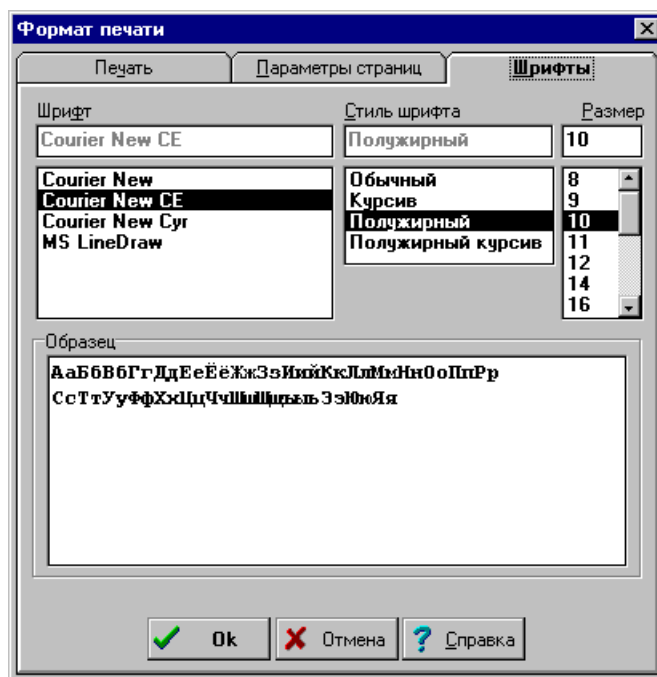 Формат печати
Печать Параметры страниц Шрифты
Шрифт Стиль шрифта Размер
Courier New CE Полужирный 10
Courier New Обычный 8
Courier New CE Курсив 9
Courier New Cyr Полужирный 10
MS LineDraw Полужирный курсив 11
12
14
16
Образец
АаБбВбГгДдЕеЁёЖжЗзИийКкЛлМмНнОоПпРр
СсТтУуФфХхЦцЧчШшЩщъыьЭэЮюЯя
Ok Отмена Справка